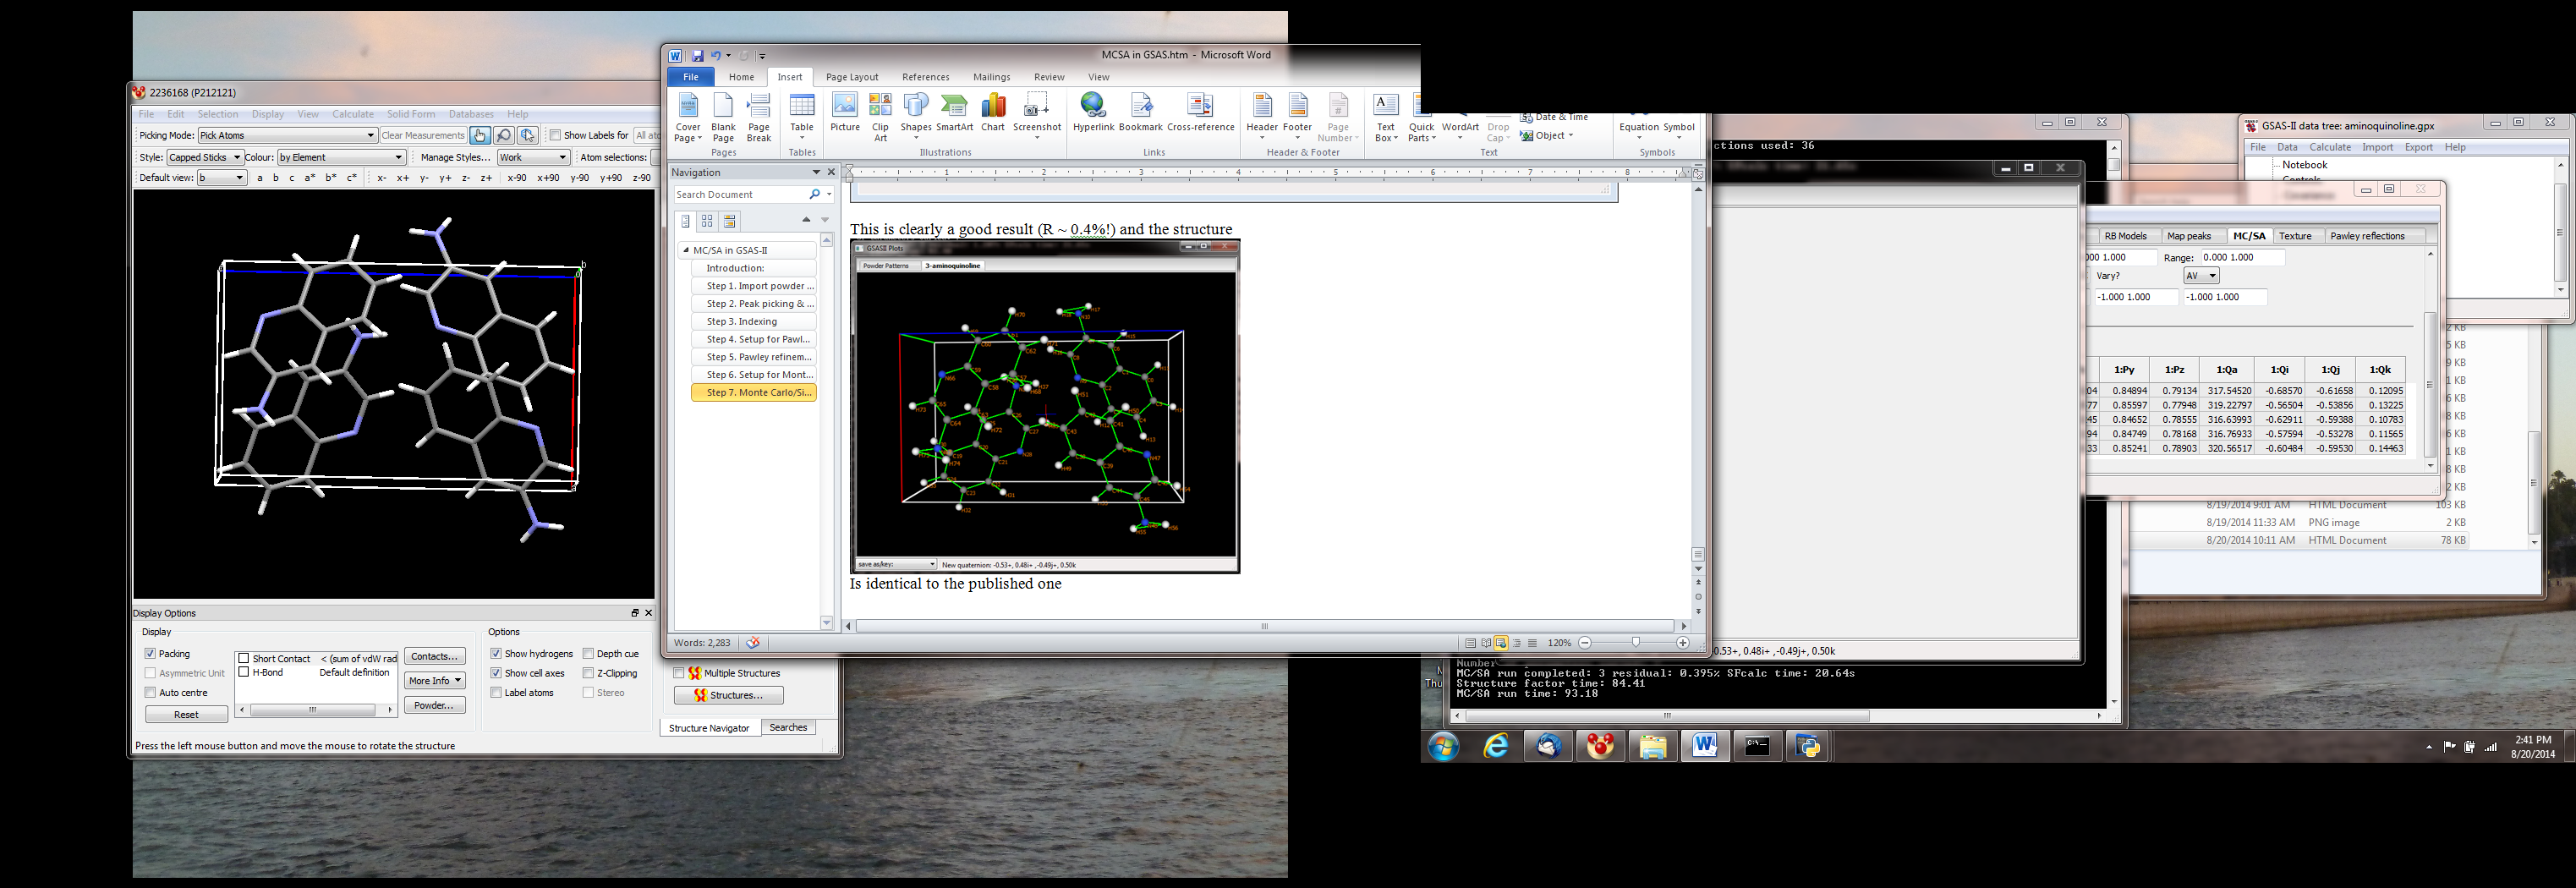 2236168 (P212121)
File Edit Selection Display View Calculate Solid Form Databases Help
Picking Mode: Pick Atoms Clear Measurements Show Labels for All
Style: Capped Sticks Colour: by Element Manage Styles... Work Atom selections:
Default view: b a b c a* b* c* x- x+ y- y+ z- z+ x-90 x+90 y-90 y+90 z-90
b
a
Display Options
Display
Packing
Asymmetric Unit
Auto centre
Reset
Short Contact < (sum of vdW rad
H-Bond Default definition
Contacts...
More Info
Powder...
Options
Show hydrogens Depth cue
Show cell axes Z-Clipping
Label atoms Stereo
Press the left mouse button and move the mouse to rotate the structure
Multiple Structures
Structures...
Structure Navigator Searches
MCSA in GSAS.htm - Microsoft Word
File Home Insert Page Layout References Mailings Review View
Cover Page Blank Page Page Break
Pages
Table
Tables
Picture Clip Art Shapes SmartArt Chart Screenshot
Illustrations
Hyperlink Bookmark Cross-reference
Links
Header Footer Page Number
Header & Footer
Text Box Quick Parts WordArt Drop Cap
Date & Time
Object
Text
Equation Symbol
Symbols
Navigation
Search Document
MC/SA in GSAS-II
Introduction:
Step 1. Import powder ...
Step 2. Peak picking & ...
Step 3. Indexing
Step 4. Setup for Pawl...
Step 5. Pawley refinem...
Step 6. Setup for Mont...
Step 7. Monte Carlo/Si...
1 2 3 4 5 6 7 8
This is clearly a good result (R ~ 0.4%!) and the structure
GSASII Plots
Powder Patterns 3-aminoquinoline
save as/key: New quaternion: -0.53+, 0.48i+ ,-0.49j+, 0.50k
Is identical to the published one
Words: 2,283
120%
ctions used: 36
0.53+, 0.48i+ ,-0.49j+, 0.50k
Number
MC/SA run completed: 3 residual: 0.395% SFcalc time: 20.64s
Structure factor time: 84.41
MC/SA run time: 93.18
GSAS-II data tree: aminoquinoline.gpx
File Data Calculate Import Export Help
Notebook
Controls
Covariance
RB Models Map peaks MC/SA Texture Pawley reflections
000 1.000 Range: 0.000 1.000
Vary? AV
-1.000 1.000 -1.000 1.000
1:Py 1:Pz 1:Qa 1:Qi 1:Qj 1:Qk
04 0.84894 0.79134 317.54520 -0.68570 -0.61658 0.12095
77 0.85597 0.77948 319.22797 -0.56504 -0.53856 0.13225
45 0.84652 0.78555 316.63993 -0.62911 -0.59388 0.10783
94 0.84749 0.78168 316.76933 -0.57594 -0.53278 0.11565
33 0.85241 0.78903 320.56517 -0.60484 -0.59530 0.14463
2 KB
5 KB
9 KB
1 KB
6 KB
8 KB
6 KB
1 KB
8 KB
2 KB
8/19/2014 9:01 AM HTML Document 103 KB
8/19/2014 11:33 AM PNG image 2 KB
8/20/2014 10:11 AM HTML Document 78 KB
2:41 PM
8/20/2014